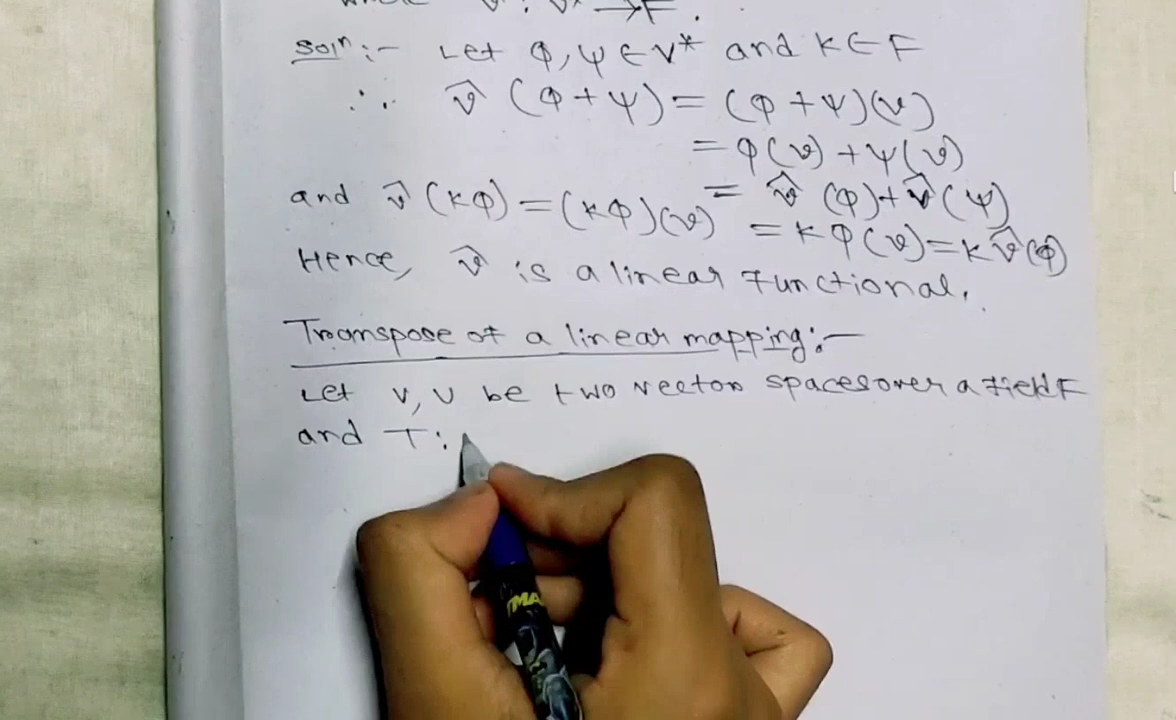 v̂ : V* → F.
Solⁿ :- Let φ, ψ ∈ V* and K ∈ F
∴ v̂ (φ + ψ) = (φ + ψ)(v)
= φ(v) + ψ(v)
= v̂ (φ) + v̂ (ψ)
and v̂ (Kφ) = (Kφ)(v) = K φ(v) = K v̂ (φ)
Hence, v̂ is a linear Functional.
Transpose of a linear mapping :-
Let V, U be two vector spaces over a field F
and T :
TMA